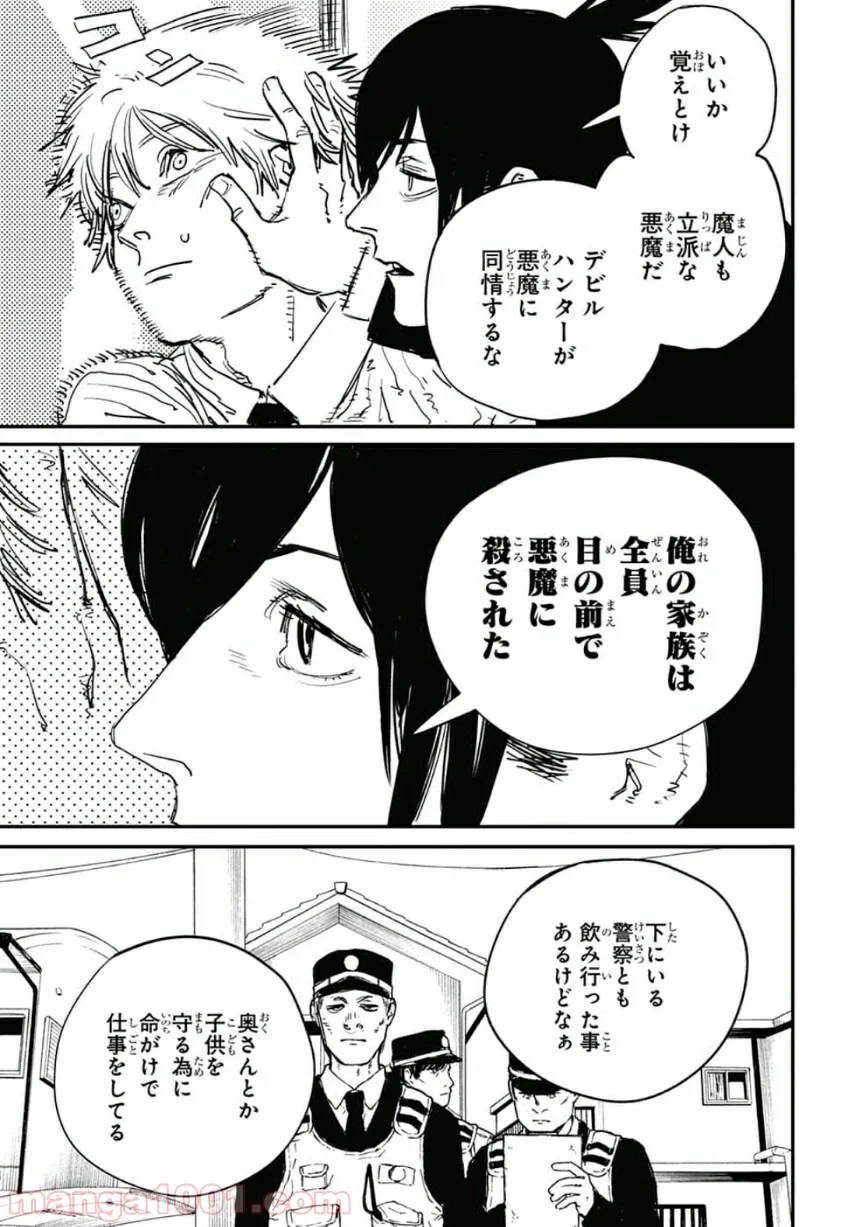 いいか
覚えとけ
魔人も
立派な
悪魔だ
デビル
ハンターが
悪魔に
同情するな
コン
俺の家族は
全員
目の前で
悪魔に
殺された
下にいる
警察とも
飲み行った事
あるけどなぁ
奥さんとか
子供を
守る為に
命がけで
仕事をしてる
manga1001.com